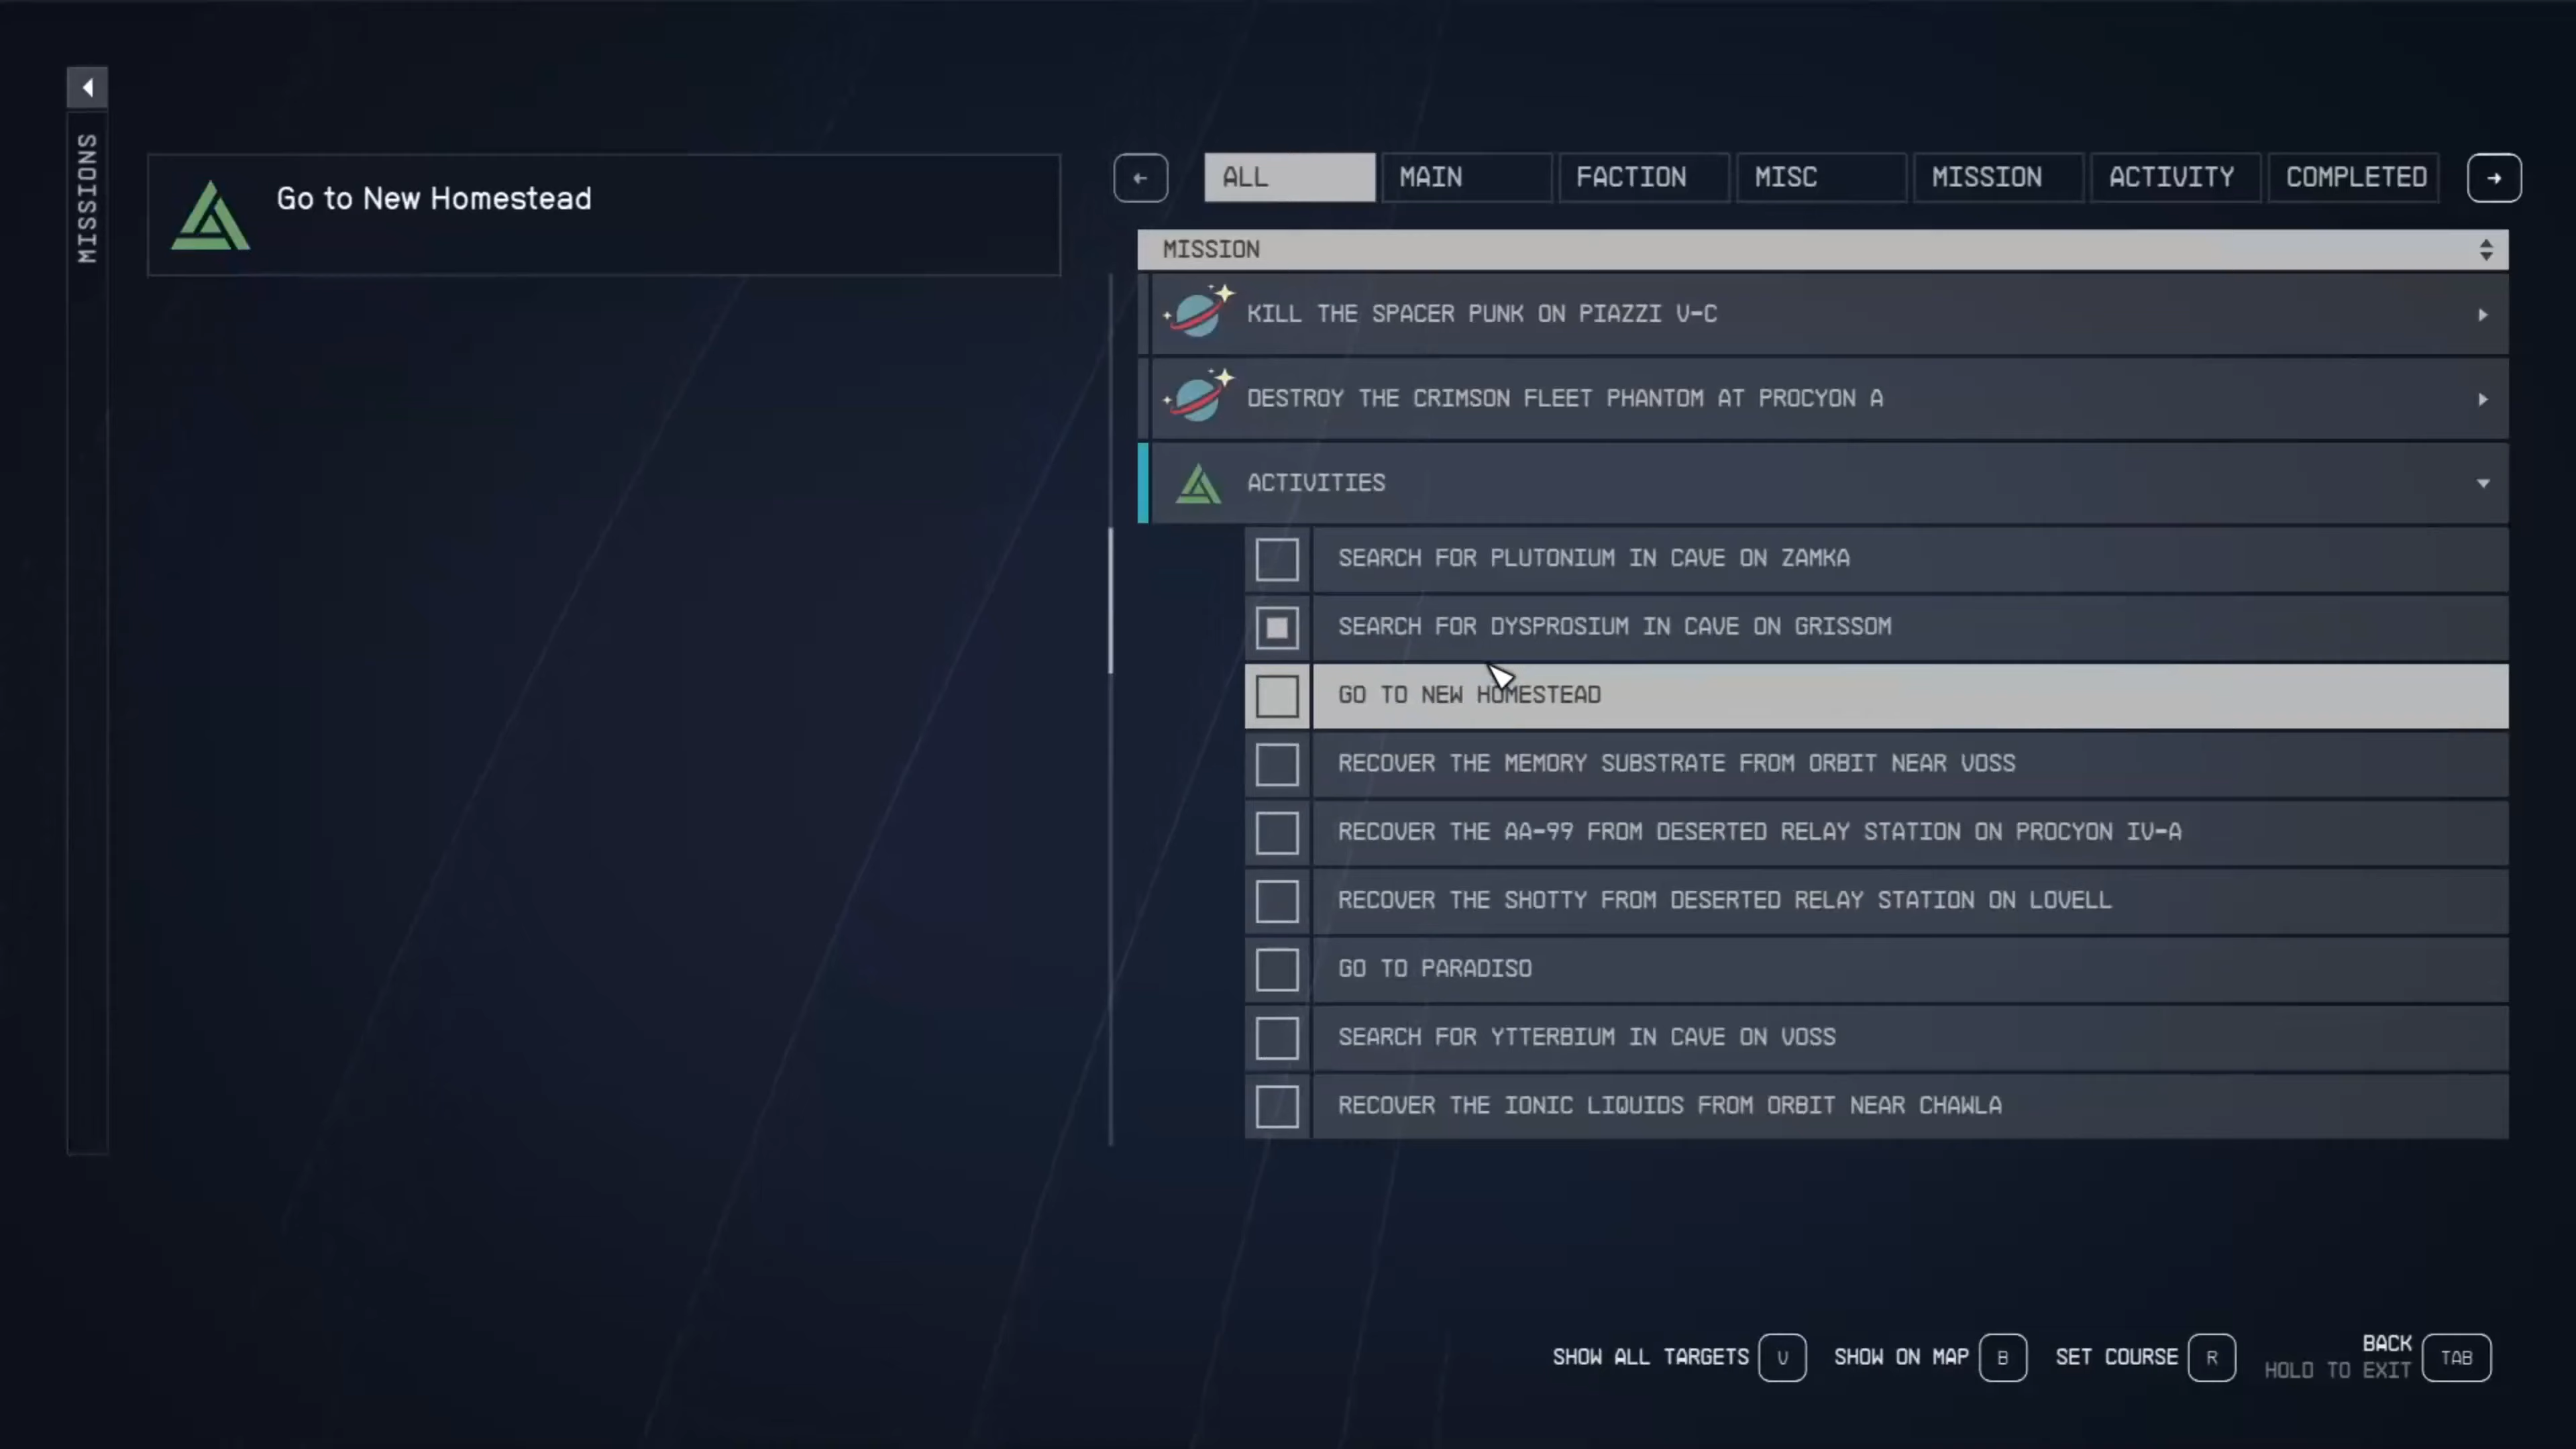 MISSIONS
Go to New Homestead
ALL
MAIN
FACTION
MISC
MISSION
ACTIVITY
COMPLETED
MISSION
KILL THE SPACER PUNK ON PIAZZI V-C
DESTROY THE CRIMSON FLEET PHANTOM AT PROCYON A
ACTIVITIES
SEARCH FOR PLUTONIUM IN CAVE ON ZAMKA
SEARCH FOR DYSPROSIUM IN CAVE ON GRISSOM
GO TO NEW HOMESTEAD
RECOVER THE MEMORY SUBSTRATE FROM ORBIT NEAR VOSS
RECOVER THE AA-99 FROM DESERTED RELAY STATION ON PROCYON IV-A
RECOVER THE SHOTTY FROM DESERTED RELAY STATION ON LOVELL
GO TO PARADISO
SEARCH FOR YTTERBIUM IN CAVE ON VOSS
RECOVER THE IONIC LIQUIDS FROM ORBIT NEAR CHAWLA
SHOW ALL TARGETS V
SHOW ON MAP B
SET COURSE R
BACK
HOLD TO EXIT
TAB